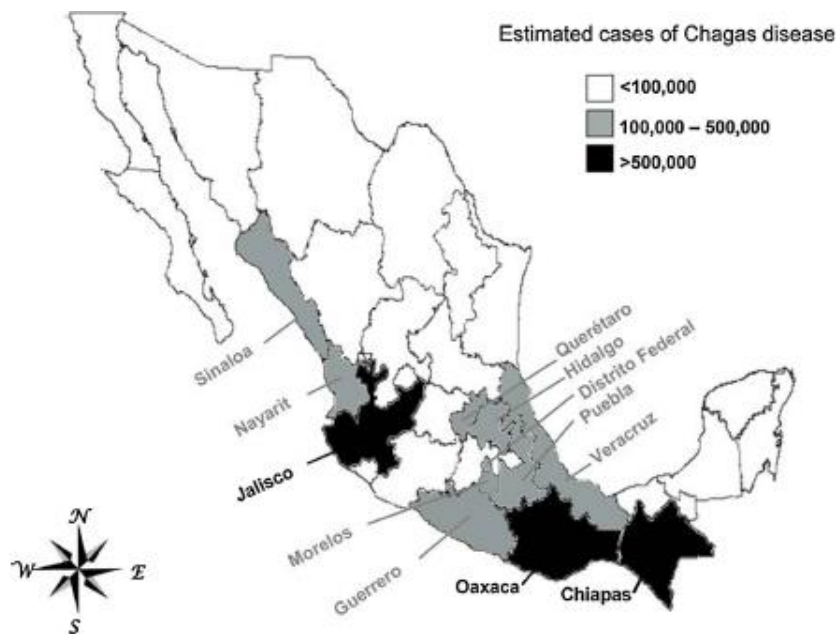 Estimated cases of Chagas disease
<100,000
100,000 – 500,000
>500,000
Querétaro
Hidalgo
Distrito Federal
Puebla
Sinaloa
Nayarit
Veracruz
Jalisco
Morelos
Guerrero
Oaxaca
Chiapas
N
W
E
S